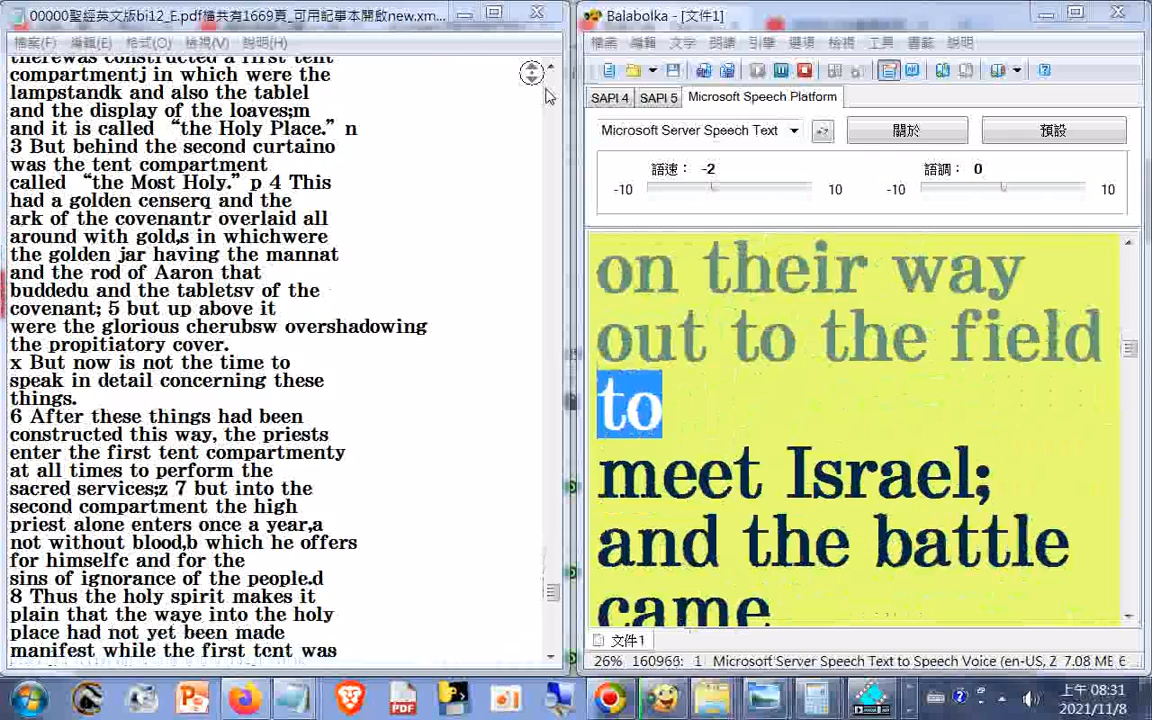 00000聖經英文版bi12_E.pdf檔共有1669頁_可用記事本開啟new.xm...
檔案(F) 編輯(E) 格式(O) 檢視(V) 說明(H)
therewas constructed a first tent
compartmentj in which were the
lampstandk and also the tablel
and the display of the loaves;m
and it is called “the Holy Place.” n
3 But behind the second curtaino
was the tent compartment
called “the Most Holy.” p 4 This
had a golden censerq and the
ark of the covenantr overlaid all
around with gold,s in whichwere
the golden jar having the mannat
and the rod of Aaron that
buddedu and the tabletsv of the
covenant; 5 but up above it
were the glorious cherubsw overshadowing
the propitiatory cover.
x But now is not the time to
speak in detail concerning these
things.
6 After these things had been
constructed this way, the priests
enter the first tent compartmenty
at all times to perform the
sacred services;z 7 but into the
second compartment the high
priest alone enters once a year,a
not without blood,b which he offers
for himselfc and for the
sins of ignorance of the people.d
8 Thus the holy spirit makes it
plain that the waye into the holy
place had not yet been made
manifest while the first tent was
Balabolka - [文件1]
檔案 編輯 文字 朗讀 引擎 選項 檢視 工具 書籤 說明
SAPI 4 SAPI 5 Microsoft Speech Platform
Microsoft Server Speech Text 關於 預設
語速： -2 語調： 0
-10 10 -10 10
on their way
out to the field
to
meet Israel;
and the battle
came
文件1
26% 160968: 1 Microsoft Server Speech Text to Speech Voice (en-US, Z 7.08 MB 6
PDF
上午 08:31
2021/11/8